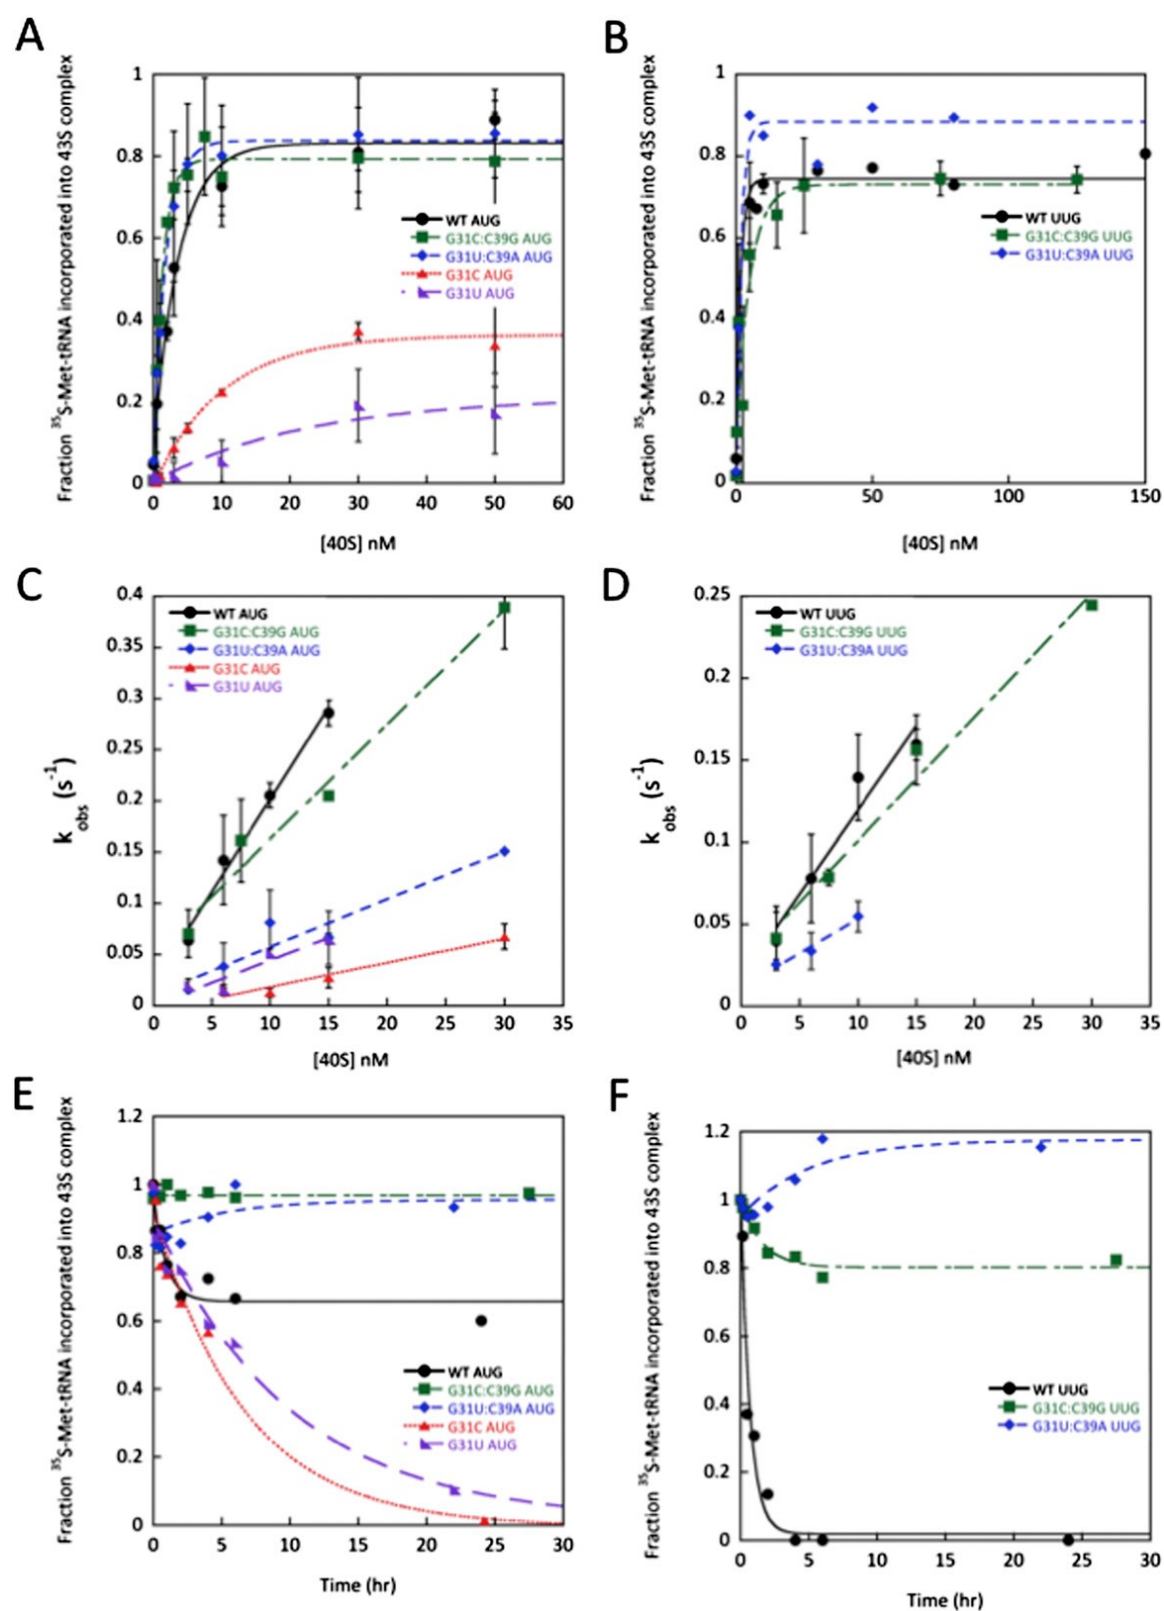 A
Fraction ³⁵S-Met-tRNA incorporated into 43S complex
1
0.8
0.6
0.4
0.2
0
0 10 20 30 40 50 60
[40S] nM
WT AUG
G31C:C39G AUG
G31U:C39A AUG
G31C AUG
G31U AUG
B
Fraction ³⁵S-Met-tRNA incorporated into 43S complex
1
0.8
0.6
0.4
0.2
0
0 50 100 150
[40S] nM
WT UUG
G31C:C39G UUG
G31U:C39A UUG
C
k obs (s⁻¹)
0.4
0.35
0.3
0.25
0.2
0.15
0.1
0.05
0
0 5 10 15 20 25 30 35
[40S] nM
WT AUG
G31C:C39G AUG
G31U:C39A AUG
G31C AUG
G31U AUG
D
k obs (s⁻¹)
0.25
0.2
0.15
0.1
0.05
0
0 5 10 15 20 25 30 35
[40S] nM
WT UUG
G31C:C39G UUG
G31U:C39A UUG
E
Fraction ³⁵S-Met-tRNA incorporated into 43S complex
1.2
1
0.8
0.6
0.4
0.2
0
0 5 10 15 20 25 30
Time (hr)
WT AUG
G31C:C39G AUG
G31U:C39A AUG
G31C AUG
G31U AUG
F
Fraction ³⁵S-Met-tRNA incorporated into 43S complex
1.2
1
0.8
0.6
0.4
0.2
0
0 5 10 15 20 25 30
Time (hr)
WT UUG
G31C:C39G UUG
G31U:C39A UUG